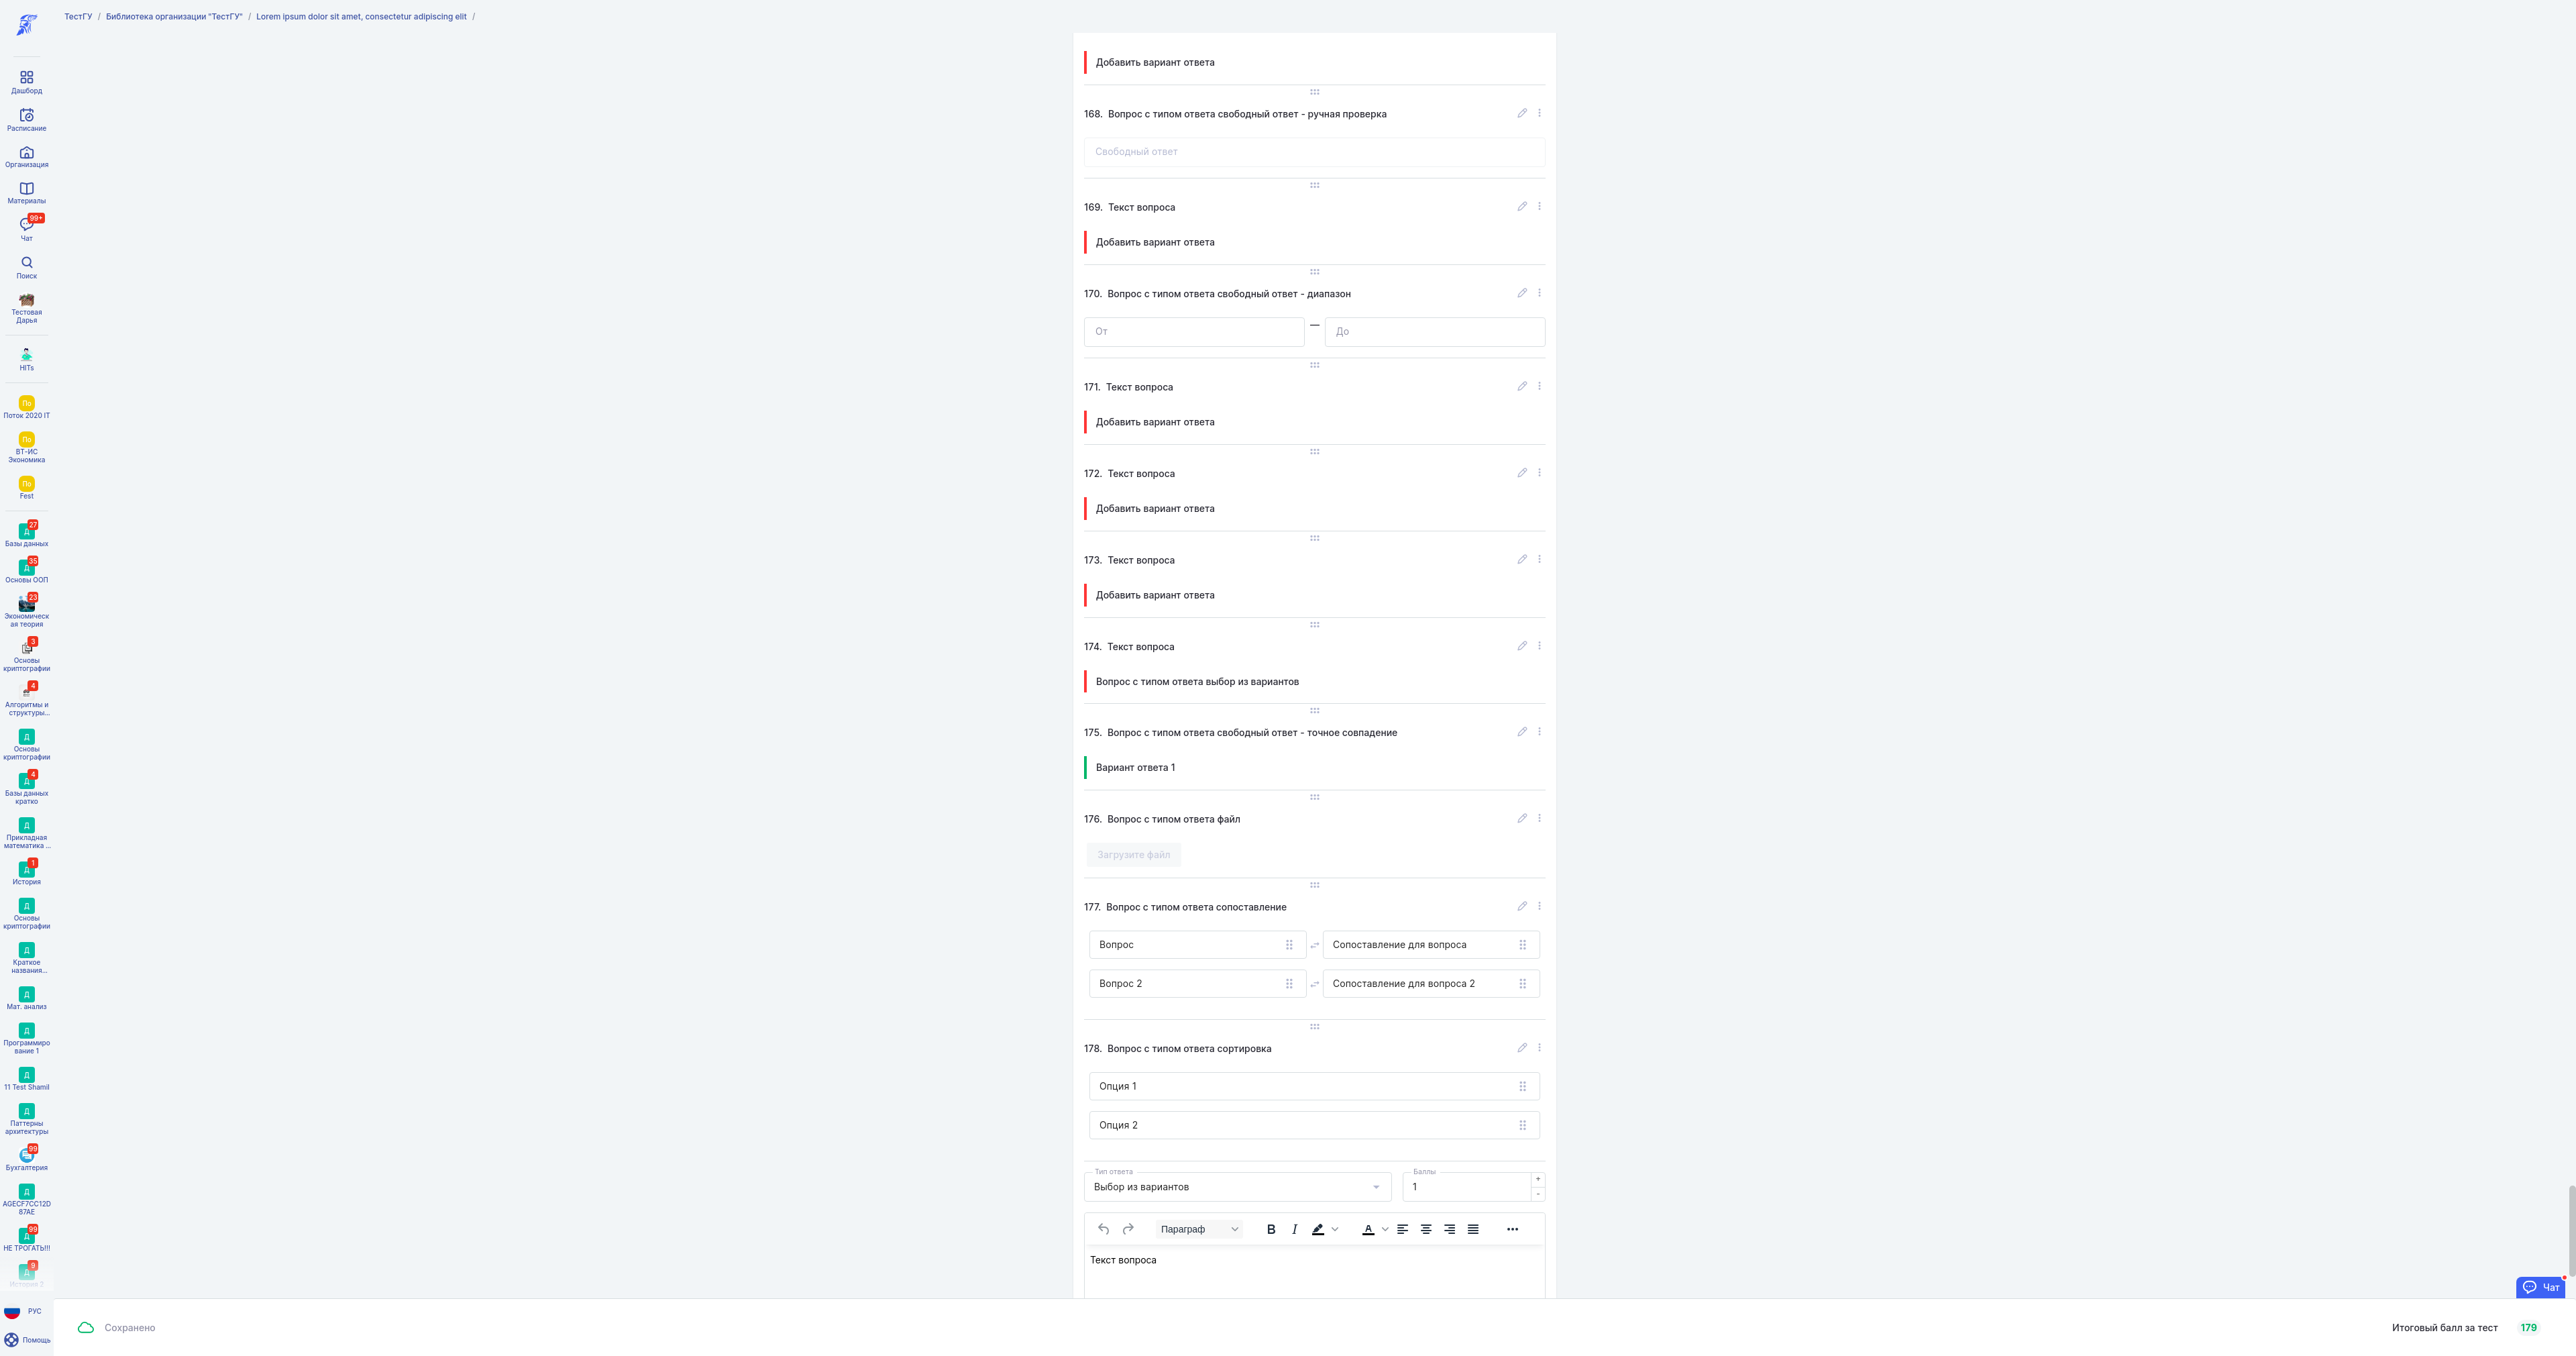 ТестГУ / Библиотека организации "ТестГУ" / Lorem ipsum dolor sit amet, consectetur adipiscing elit /
Дашборд
Расписание
Организация
Материалы
99+
Чат
Поиск
Тестовая
Дарья
HITs
По
Поток 2020 IT
По
ВТ-ИС
Экономика
По
Fest
27
Д
Базы данных
35
Д
Основы ООП
23
Экономическ
ая теория
3
Основы
криптографии
4
Алгоритмы и
структуры...
Д
Основы
криптографии
4
Д
Базы данных
кратко
Д
Прикладная
математика ...
1
Д
История
Д
Основы
криптографии
Д
Краткое
названия...
Д
Мат. анализ
Д
Программиро
вание 1
Д
11 Test Shamil
Д
Паттерны
архитектуры
99
Бухгалтерия
Д
AGECF7CC12D
87AE
99
Д
НЕ ТРОГАТЬ!!!
9
Д
История 2
РУС
Помощь
Добавить вариант ответа
168. Вопрос с типом ответа свободный ответ - ручная проверка
Свободный ответ
169. Текст вопроса
Добавить вариант ответа
170. Вопрос с типом ответа свободный ответ - диапазон
От — До
171. Текст вопроса
Добавить вариант ответа
172. Текст вопроса
Добавить вариант ответа
173. Текст вопроса
Добавить вариант ответа
174. Текст вопроса
Вопрос с типом ответа выбор из вариантов
175. Вопрос с типом ответа свободный ответ - точное совпадение
Вариант ответа 1
176. Вопрос с типом ответа файл
Загрузите файл
177. Вопрос с типом ответа сопоставление
Вопрос Сопоставление для вопроса
Вопрос 2 Сопоставление для вопроса 2
178. Вопрос с типом ответа сортировка
Опция 1
Опция 2
Тип ответа Баллы
Выбор из вариантов 1 + -
Параграф B I A
Текст вопроса
Чат
Сохранено Итоговый балл за тест 179